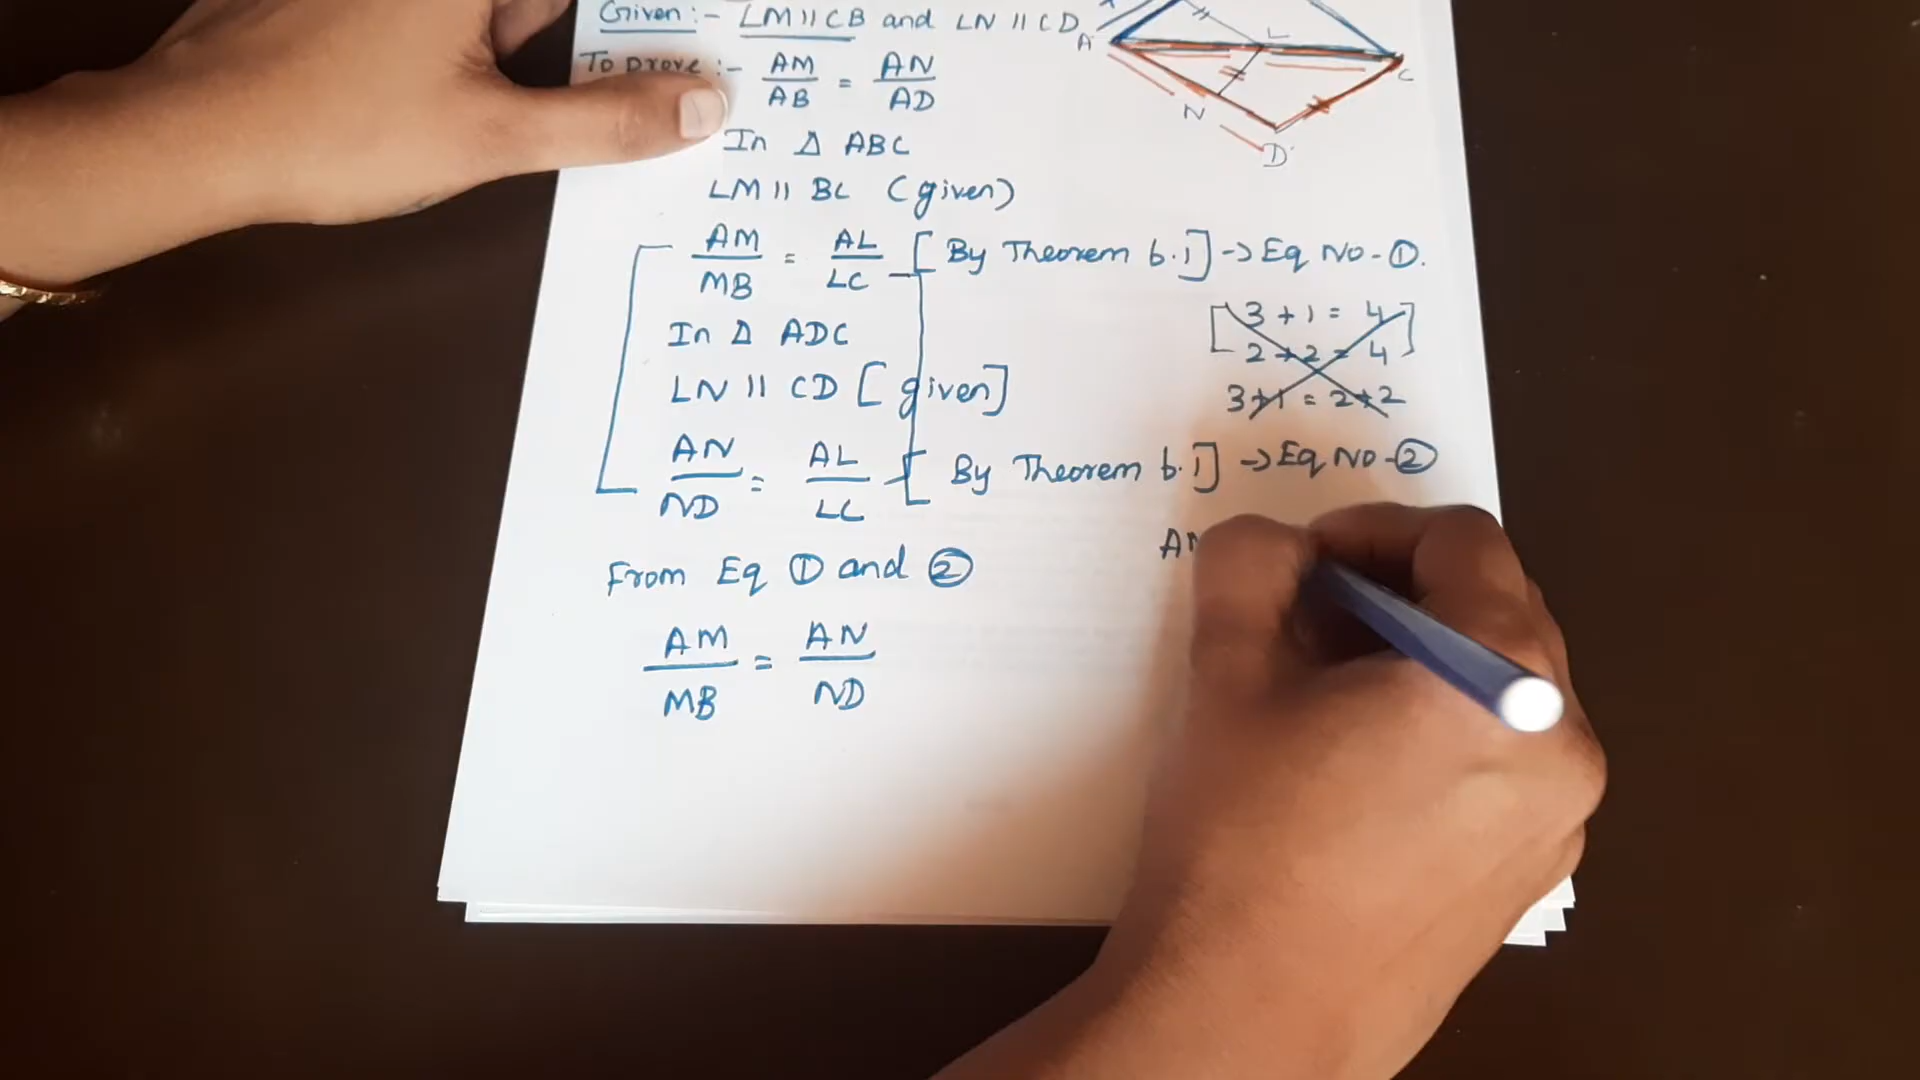 Given :- LM || CB and LN || CD
To prove :- AM/AB = AN/AD
In Δ ABC
LM || BC (given)
AM/MB = AL/LC [By Theorem 6.1] → Eq No - ①.
In Δ ADC
LN || CD [given]
AN/ND = AL/LC [By Theorem 6.1] → Eq No - ②
From Eq ① and ②
AM/MB = AN/ND
A
L
C
N
D
3 + 1 = 4
2 + 2 = 4
3 + 1 = 2 + 2